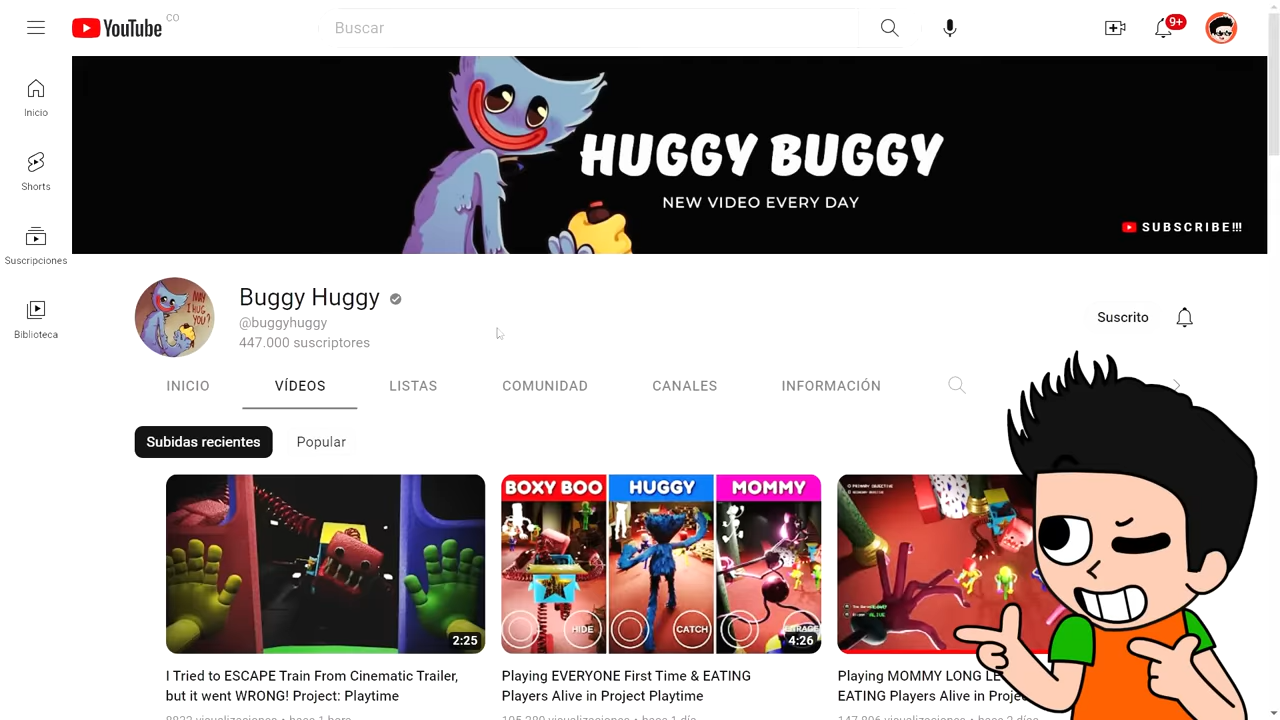 YouTube CO
Buscar
9+
Inicio
Shorts
Suscripciones
Biblioteca
HUGGY BUGGY
NEW VIDEO EVERY DAY
SUBSCRIBE!!!
MAY I HUG YOU?
Buggy Huggy
@buggyhuggy
447.000 suscriptores
Suscrito
INICIO VÍDEOS LISTAS COMUNIDAD CANALES INFORMACIÓN
Subidas recientes Popular
2:25
BOXY BOO HUGGY MOMMY
HIDE CATCH
4:26
I Tried to ESCAPE Train From Cinematic Trailer,
but it went WRONG! Project: Playtime
Playing EVERYONE First Time & EATING
Players Alive in Project Playtime
Playing MOMMY LONG LE
EATING Players Alive in Proje